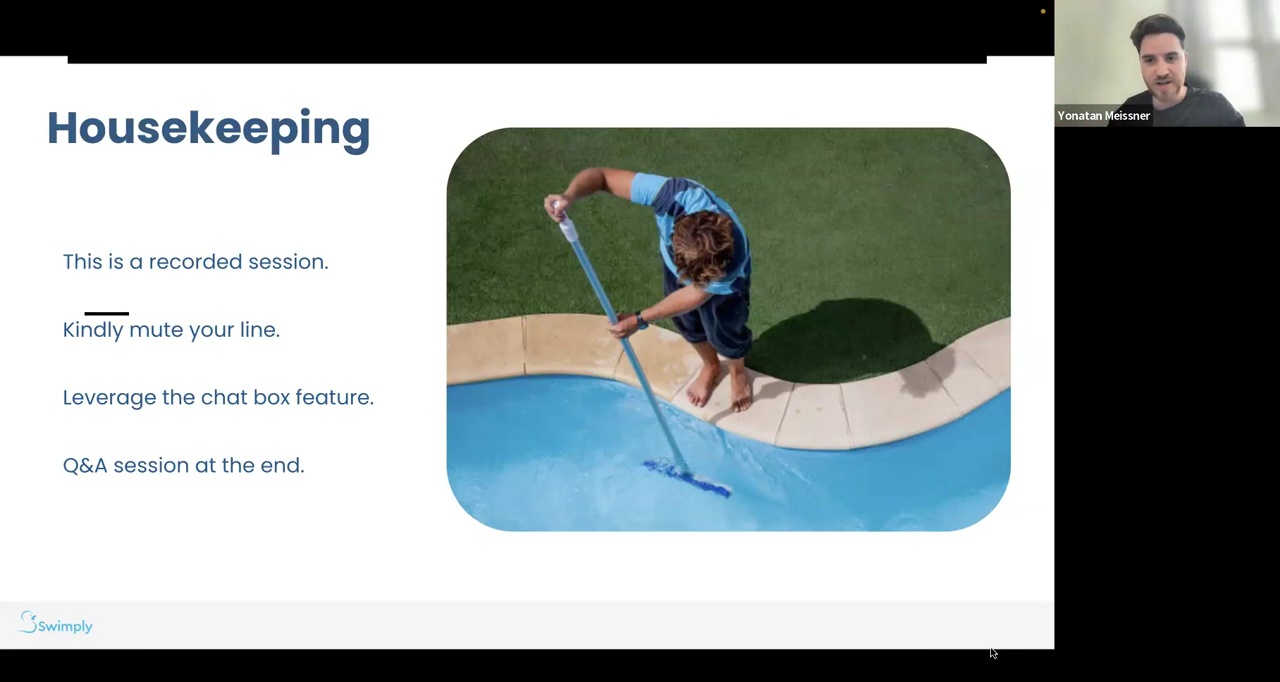 Housekeeping
This is a recorded session.
Kindly mute your line.
Leverage the chat box feature.
Q&A session at the end.
Swimply
Yonatan Meissner